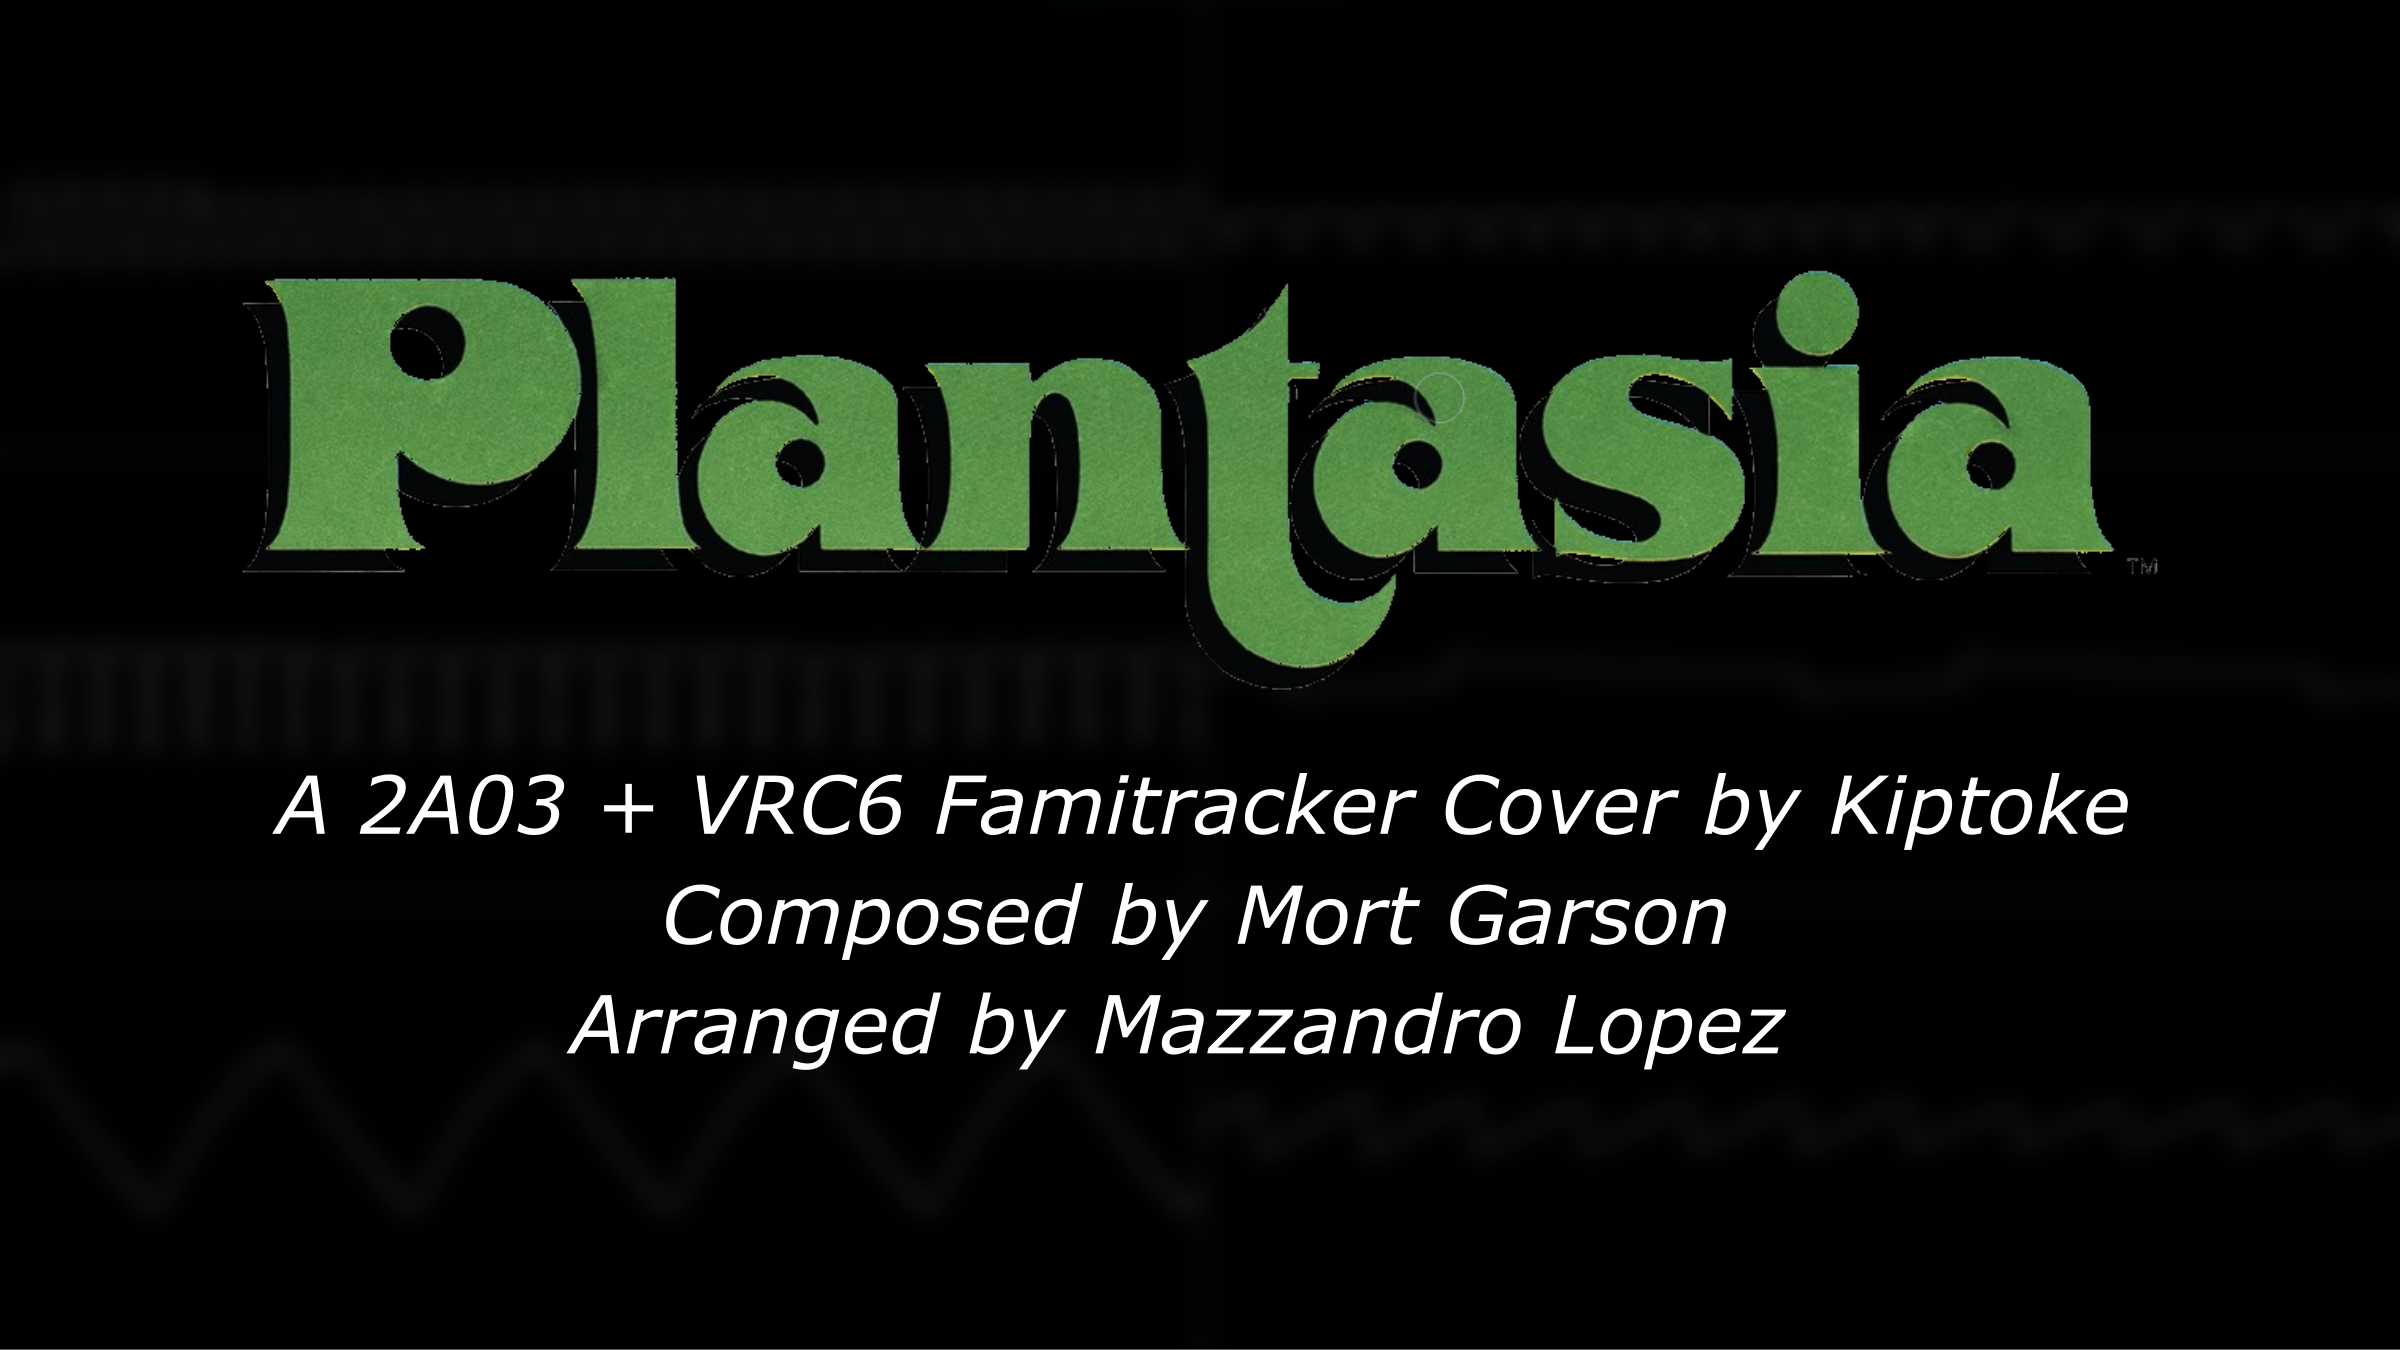 Plantasia
TM
A 2A03 + VRC6 Famitracker Cover by Kiptoke
Composed by Mort Garson
Arranged by Mazzandro Lopez